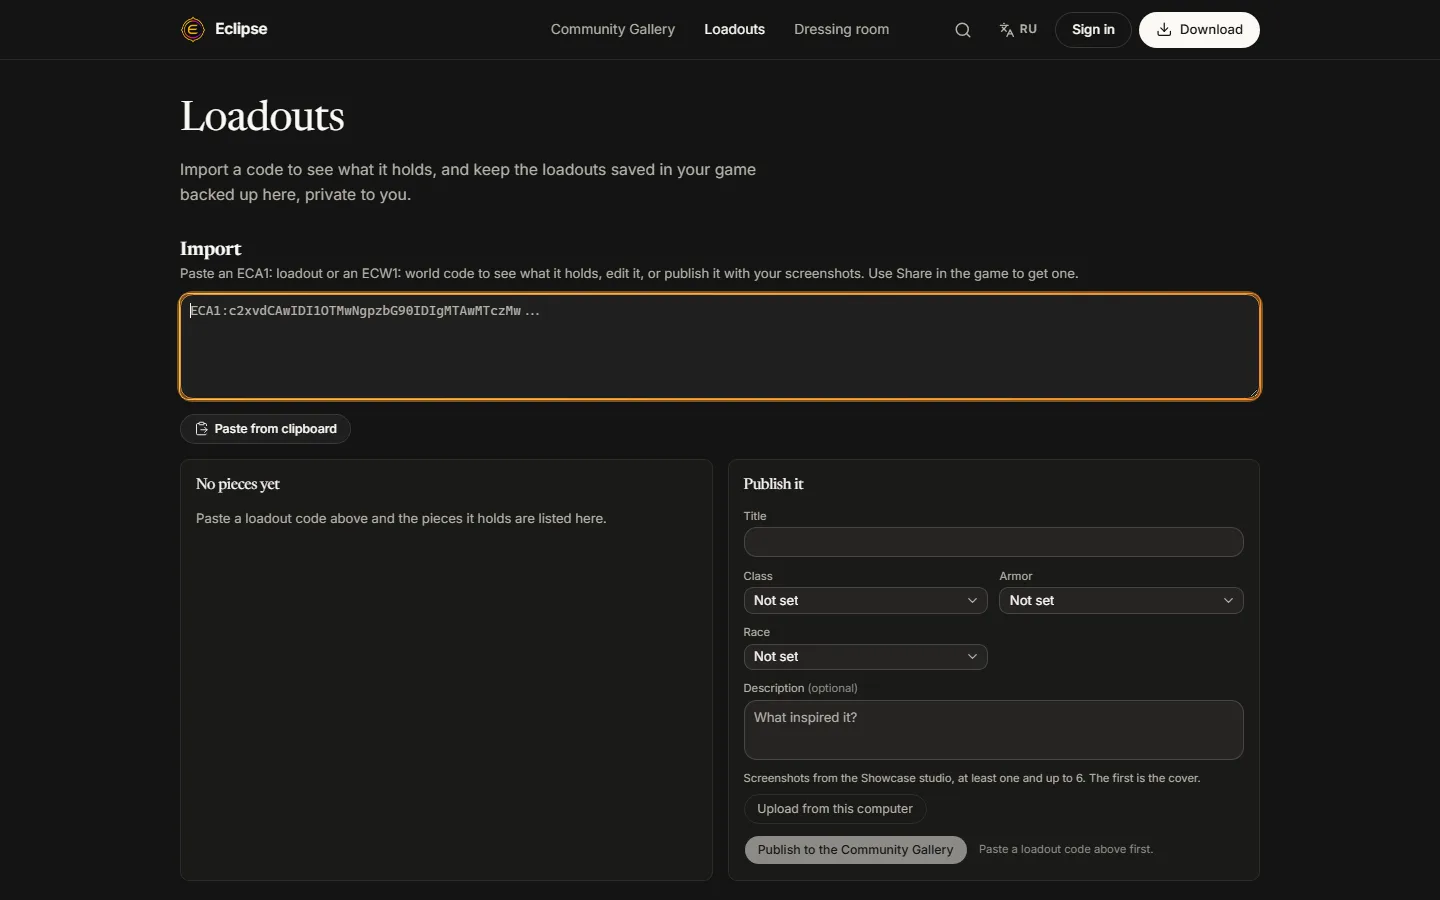 Eclipse
Community Gallery
Loadouts
Dressing room
RU
Sign in
Download
Loadouts
Import a code to see what it holds, and keep the loadouts saved in your game
backed up here, private to you.
Import
Paste an ECA1: loadout or an ECW1: world code to see what it holds, edit it, or publish it with your screenshots. Use Share in the game to get one.
ECA1:c2xvdCAwIDI1OTMwNgpzbG90IDIgMTAwMTczMw...
Paste from clipboard
No pieces yet
Paste a loadout code above and the pieces it holds are listed here.
Publish it
Title
Class
Armor
Not set
Not set
Race
Not set
Description (optional)
What inspired it?
Screenshots from the Showcase studio, at least one and up to 6. The first is the cover.
Upload from this computer
Publish to the Community Gallery
Paste a loadout code above first.